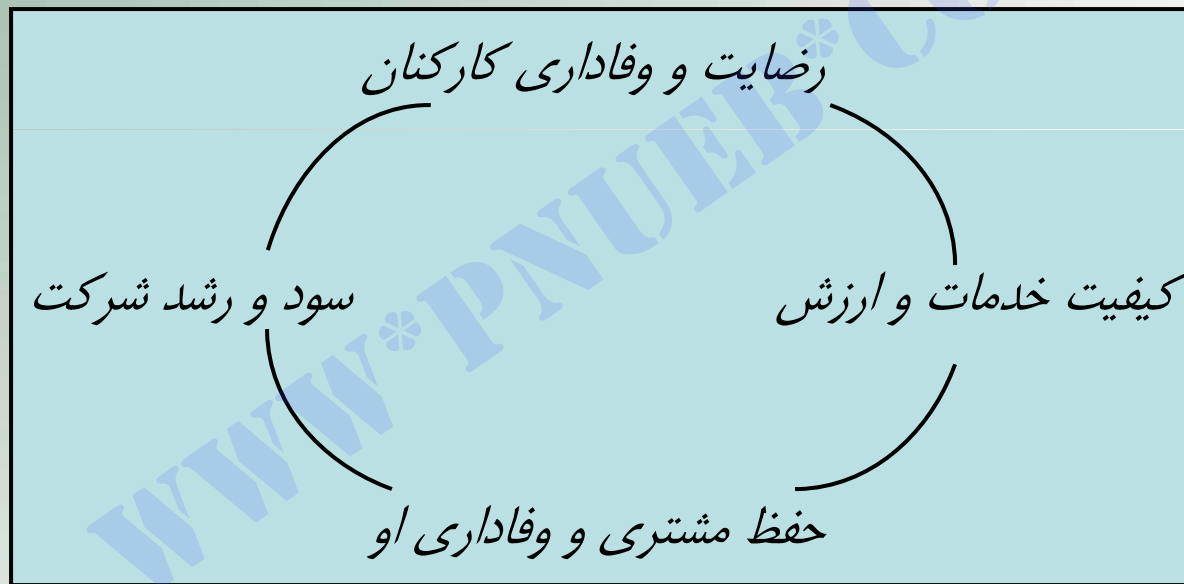 رضایت و وفاداری کارکنان
کیفیت خدمات و ارزش
سود و رشد شرکت
حفظ مشتری و وفاداری او
WWW*PNUEB*CO